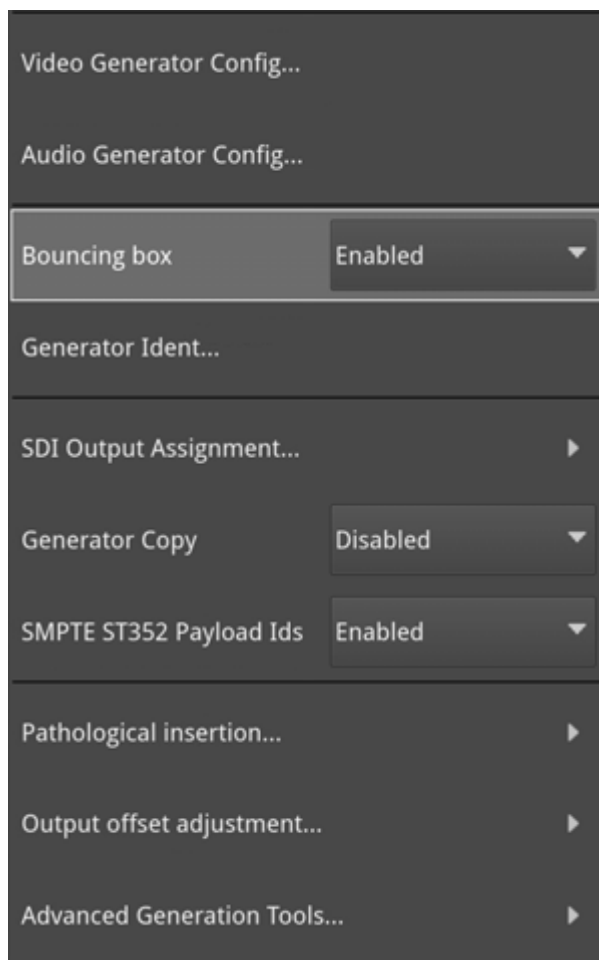 Video Generator Config...
Audio Generator Config...
Bouncing box Enabled
Generator Ident...
SDI Output Assignment...
Generator Copy Disabled
SMPTE ST352 Payload Ids Enabled
Pathological insertion...
Output offset adjustment...
Advanced Generation Tools...